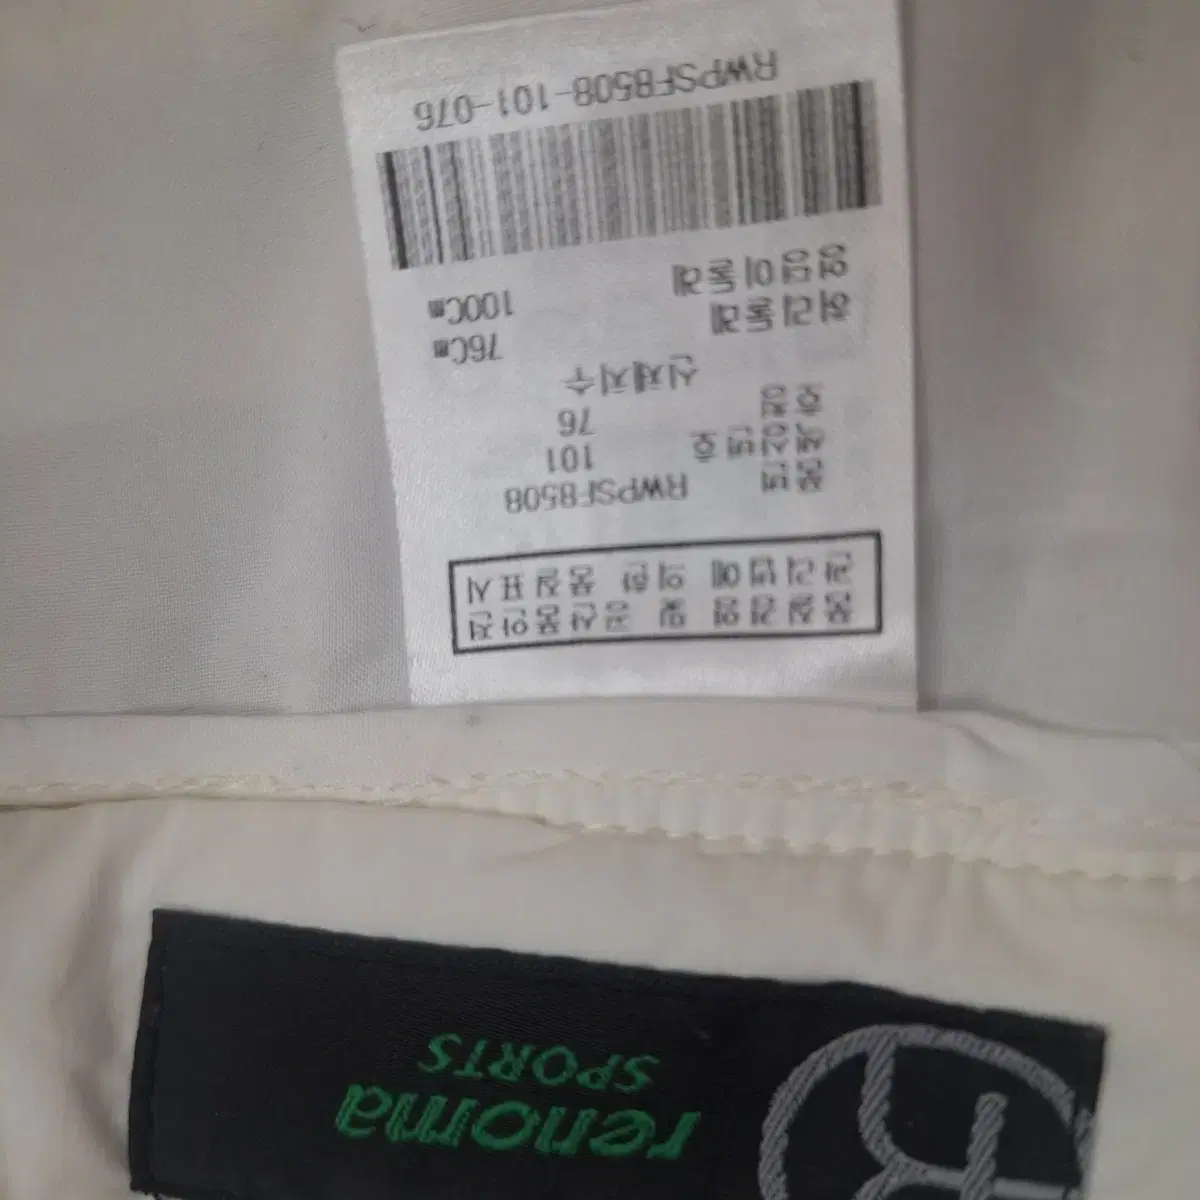 renoma
SPORTS
품질경영 및 공산품안전
관리법에 의한 품질표시
품번 RWPSF8508
색상번호 101
호칭 76
신체치수
허리둘레 76Cm
엉덩이둘레 100Cm
RWPSF8508-101-076